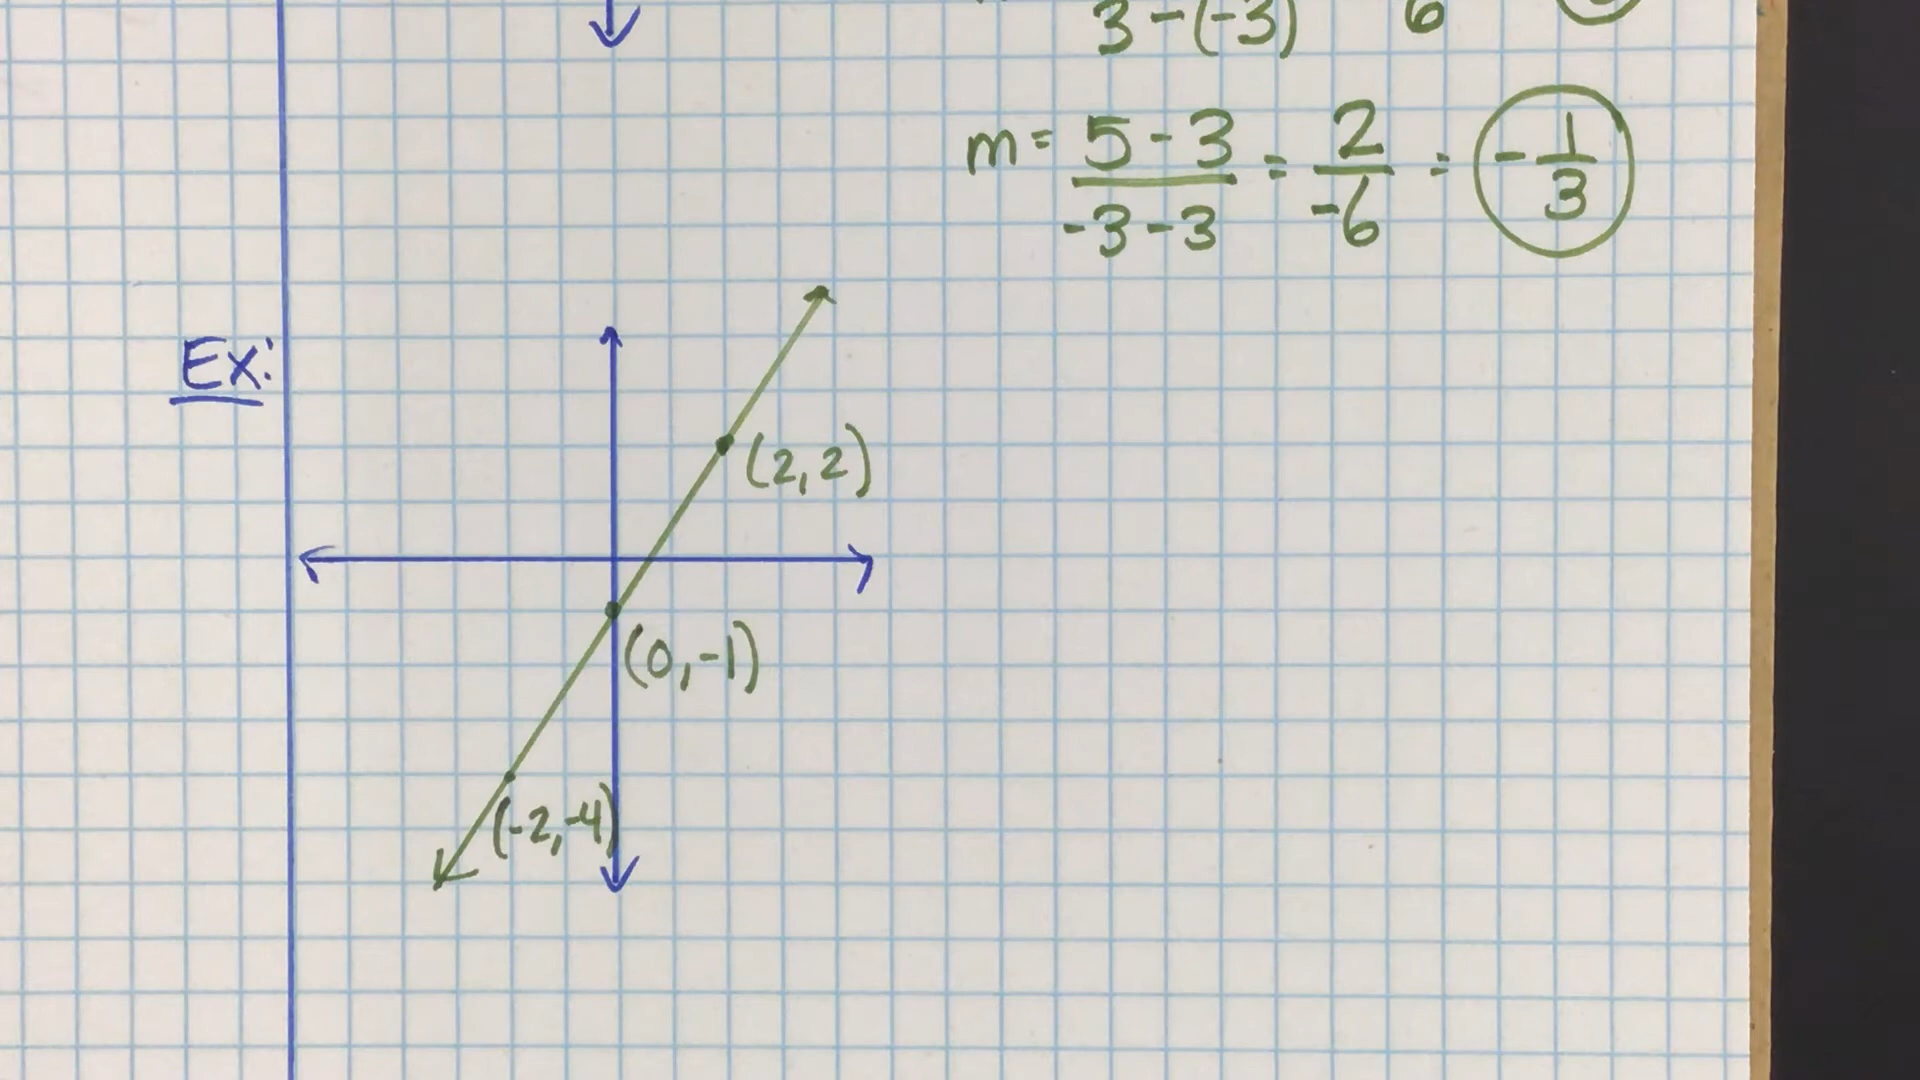 3-(-3) 6
m = 5-3 / -3-3 = 2 / -6 = - 1 / 3
Ex:
(2,2)
(0,-1)
(-2,-4)